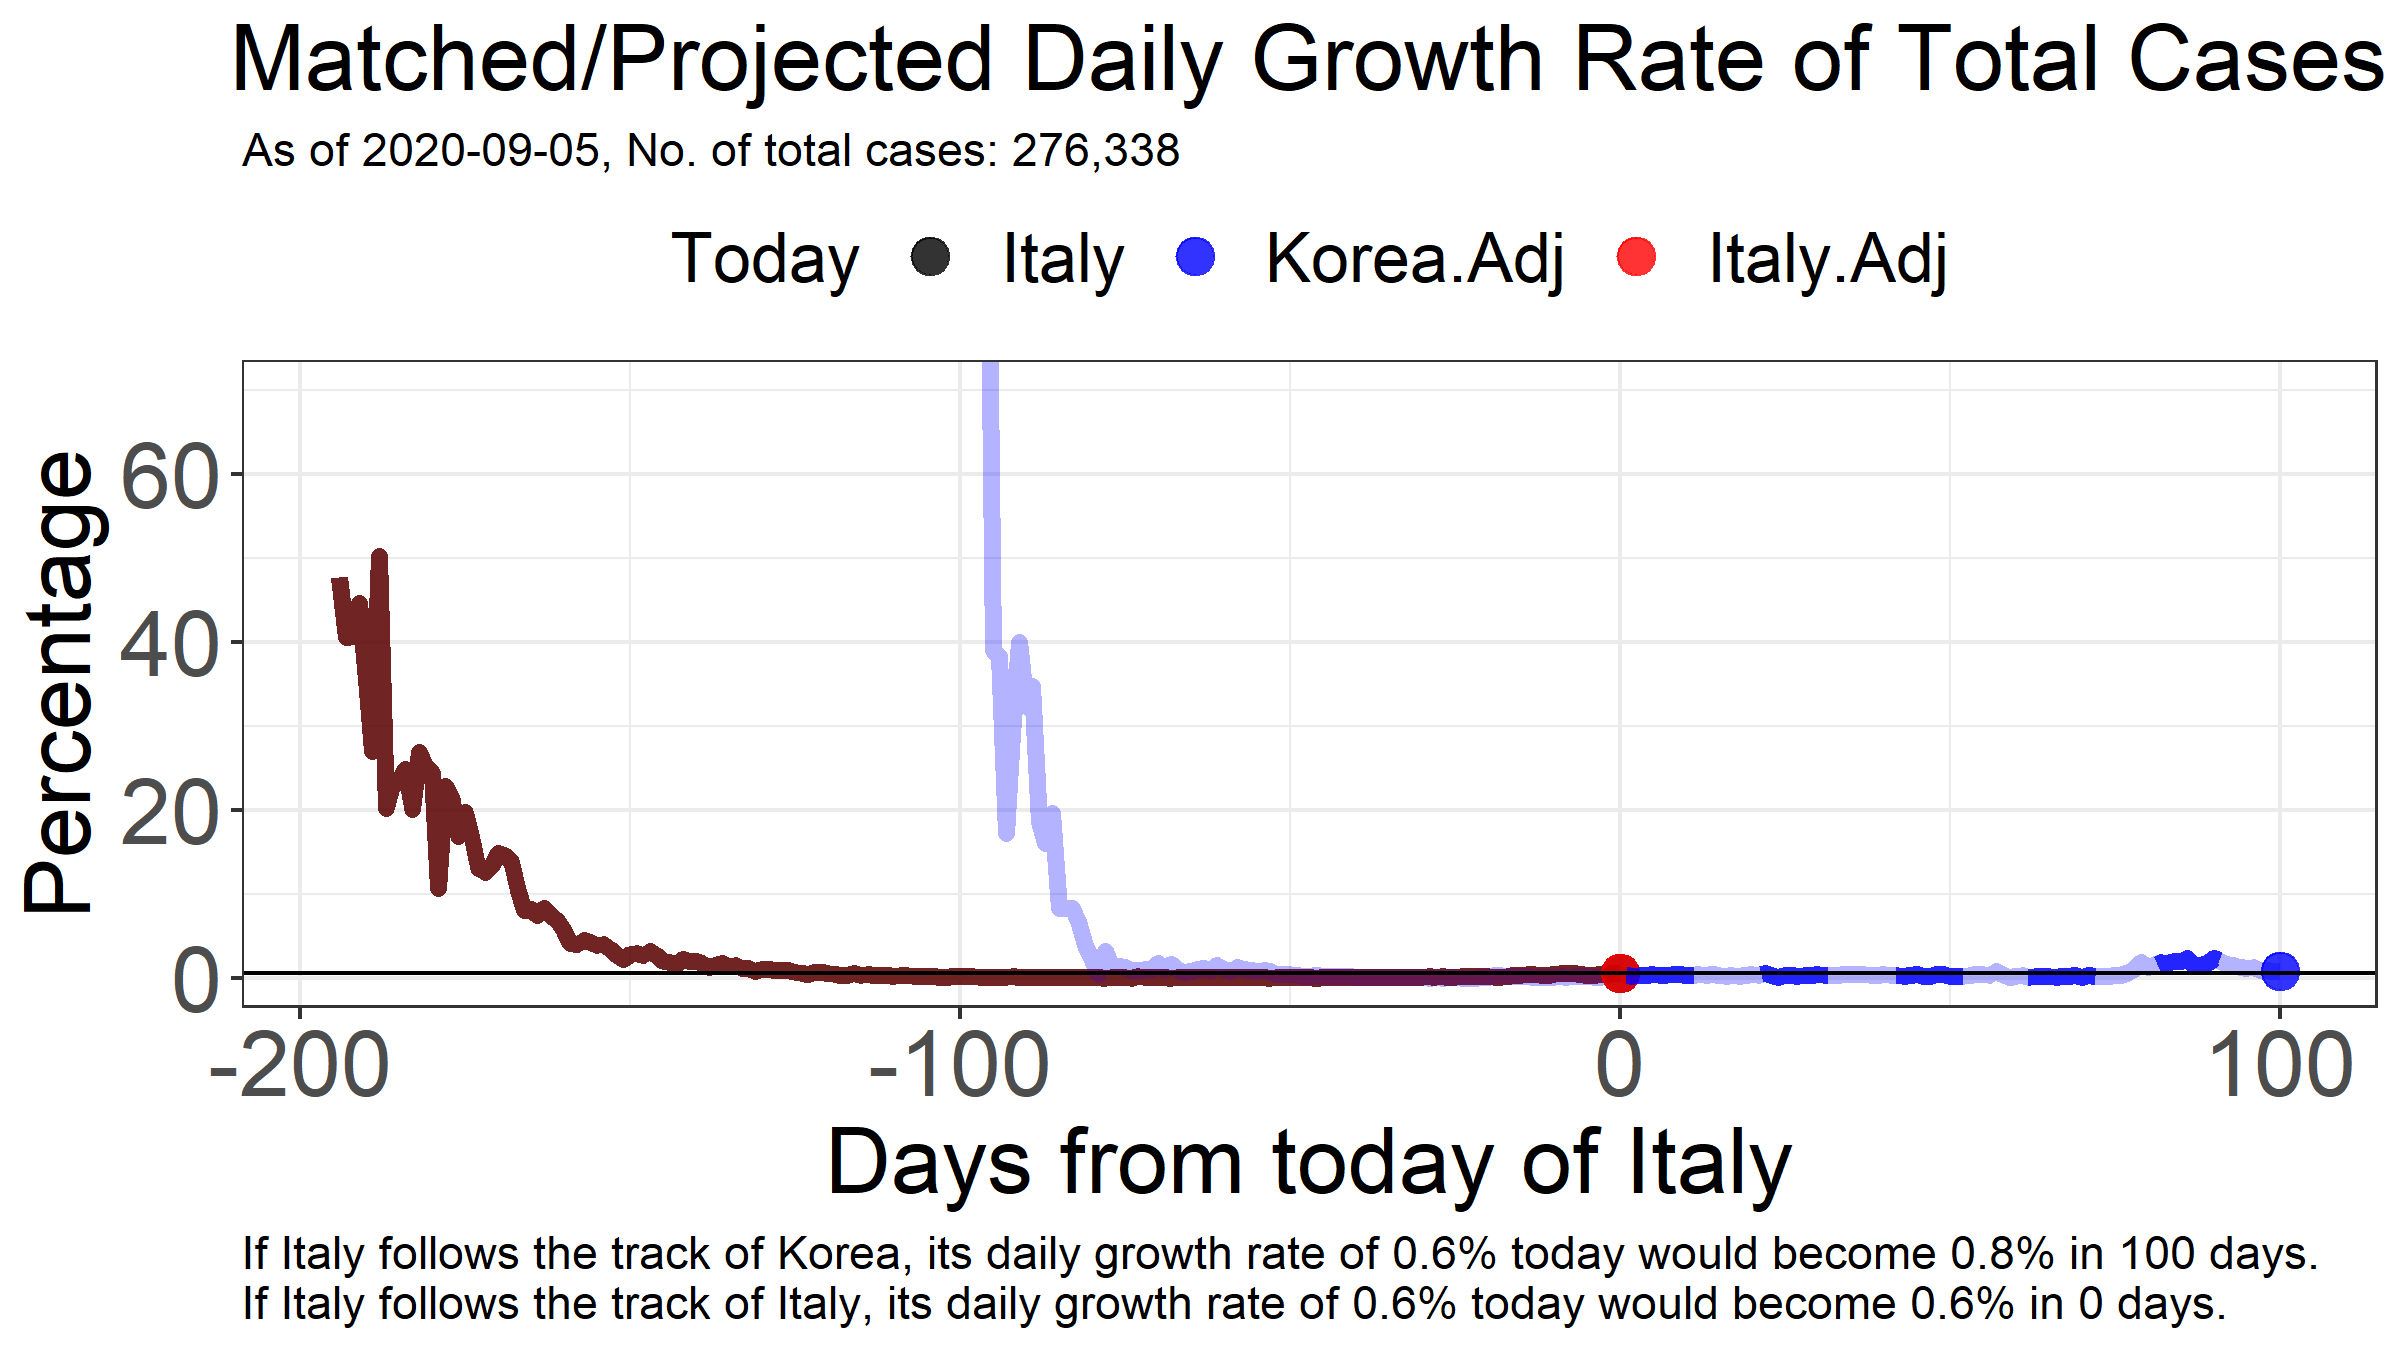 Matched/Projected Daily Growth Rate of Total Cases
As of 2020-09-05, No. of total cases: 276,338
Today Italy Korea.Adj Italy.Adj
Percentage
60
40
20
0
-200 -100 0 100
Days from today of Italy
If Italy follows the track of Korea, its daily growth rate of 0.6% today would become 0.8% in 100 days.
If Italy follows the track of Italy, its daily growth rate of 0.6% today would become 0.6% in 0 days.